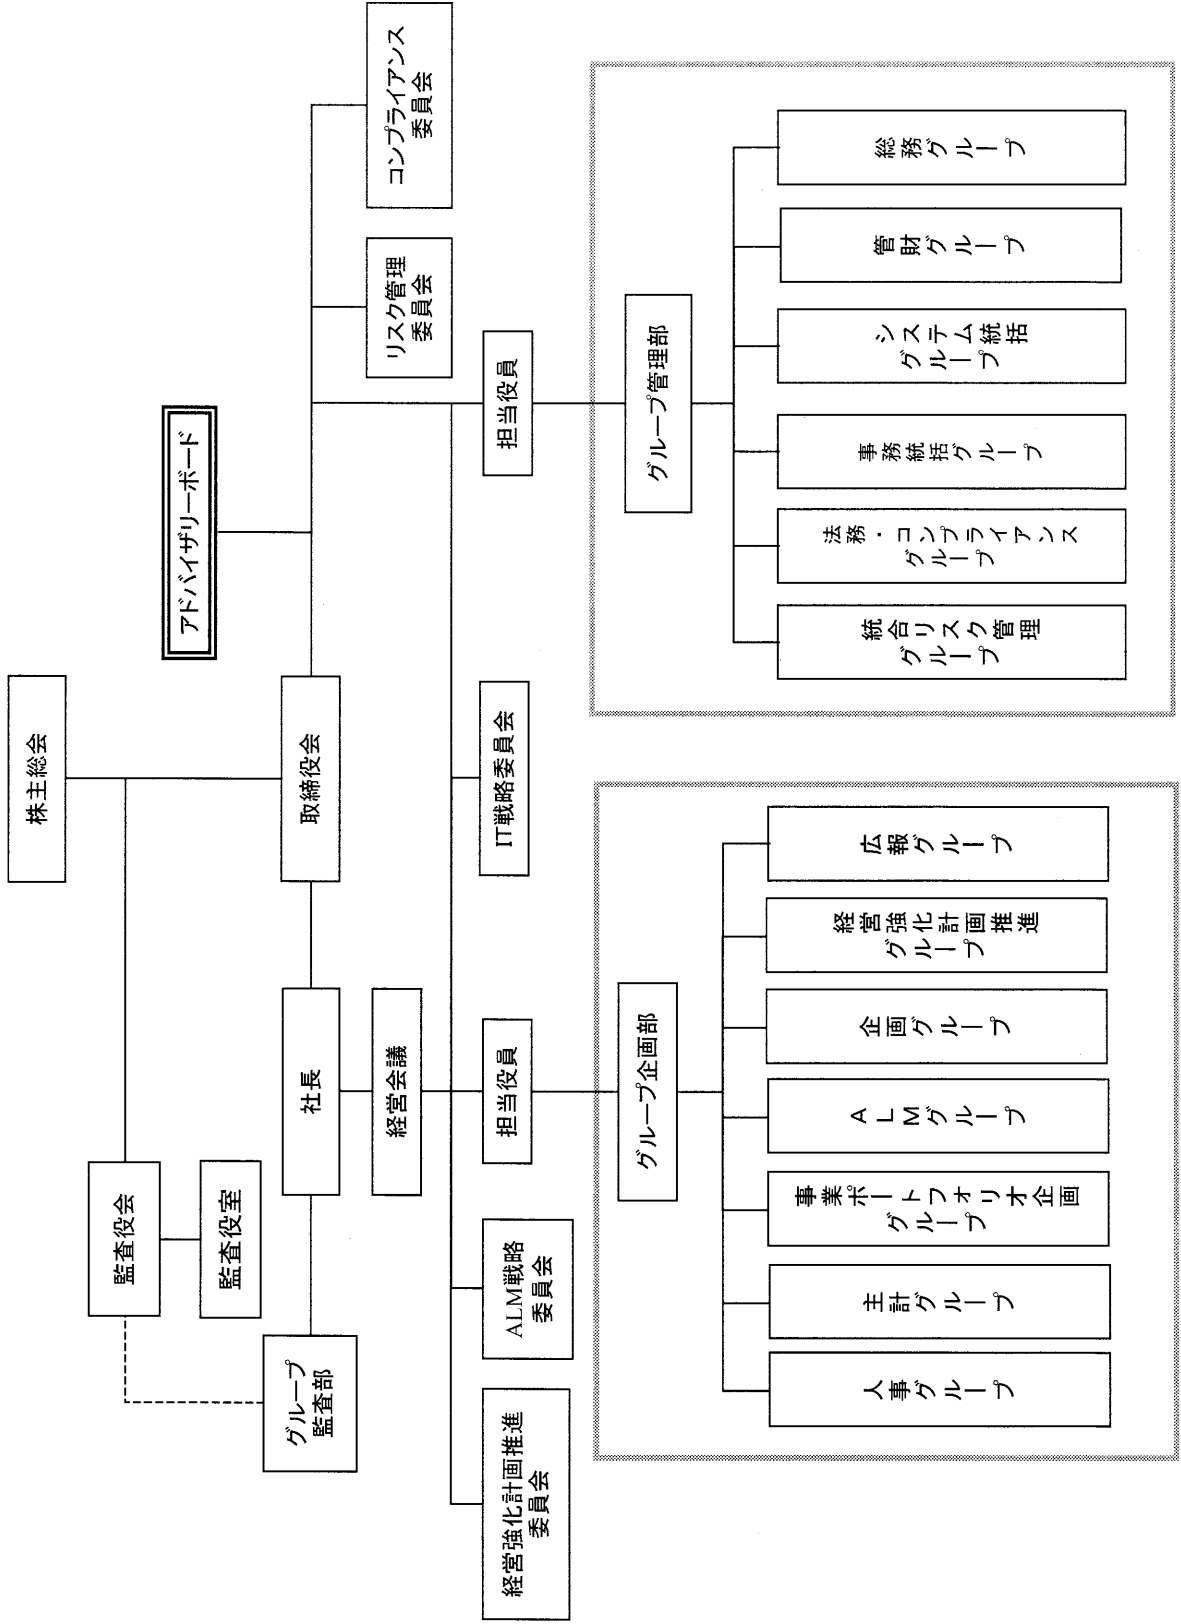 株主総会
監査役会
監査役室
アドバイザリーボード
グループ
監査部
社長
取締役会
経営会議
リスク管理
委員会
コンプライアンス
委員会
経営強化計画推進
委員会
ALM戦略
委員会
担当役員
IT戦略委員会
担当役員
グループ企画部
グループ管理部
人事グループ
主計グループ
事業ポートフォリオ企画
グループ
ALMグループ
企画グループ
経営強化計画推進
グループ
広報グループ
統合リスク管理
グループ
法務・コンプライアンス
グループ
事務統括グループ
システム統括
グループ
管財グループ
総務グループ